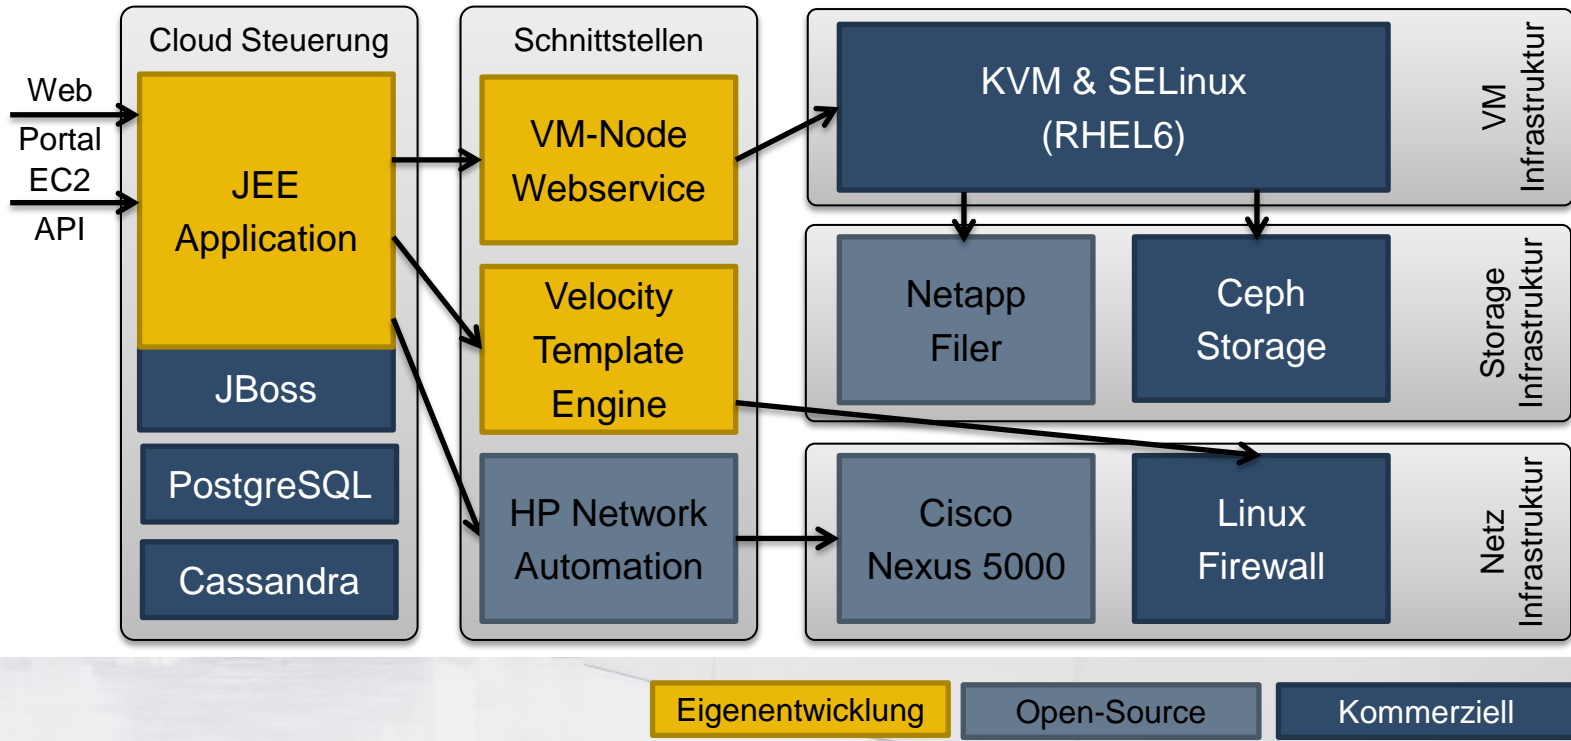 Web
Portal
EC2
API
Cloud Steuerung
JEE
Application
JBoss
PostgreSQL
Cassandra
Schnittstellen
VM-Node
Webservice
Velocity
Template
Engine
HP Network
Automation
KVM & SELinux
(RHEL6)
VM
Infrastruktur
Netapp
Filer
Ceph
Storage
Storage
Infrastruktur
Cisco
Nexus 5000
Linux
Firewall
Netz
Infrastruktur
Eigenentwicklung
Open-Source
Kommerziell